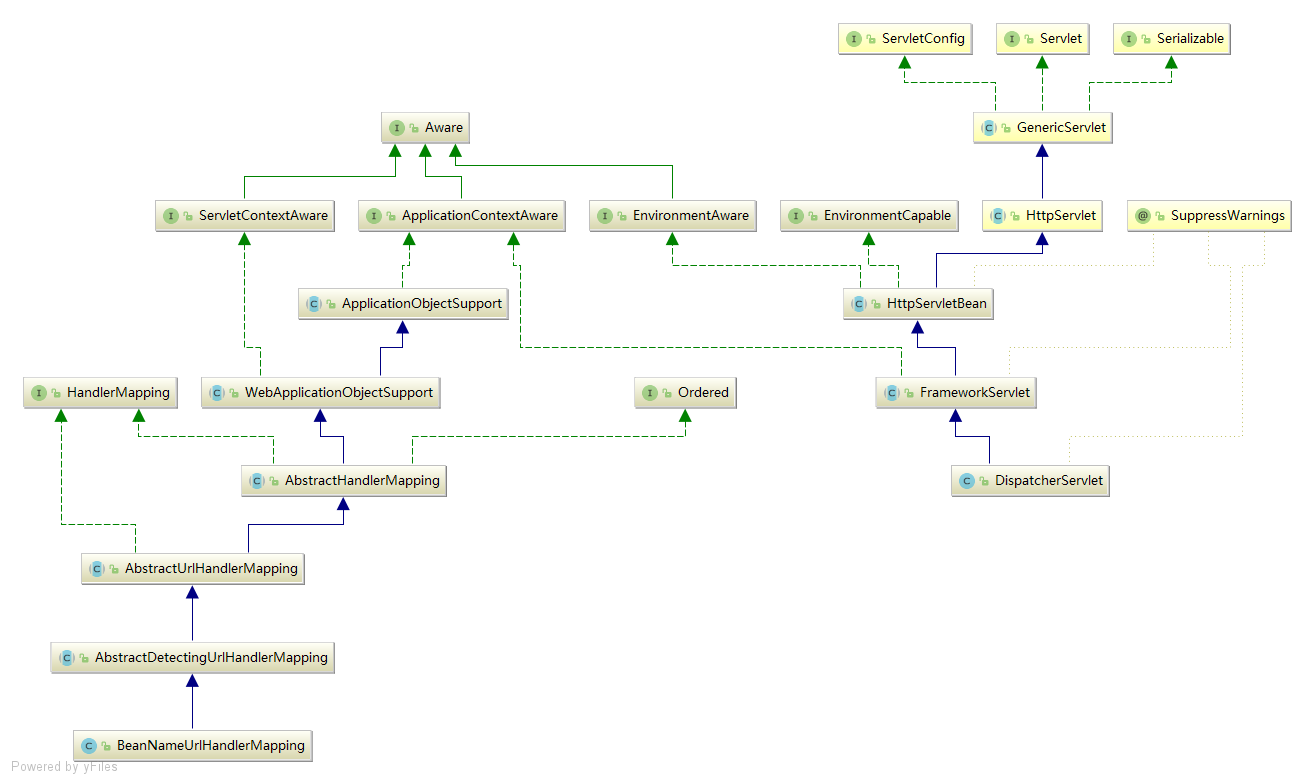 ServletConfig
Servlet
Serializable
Aware
GenericServlet
ServletContextAware
ApplicationContextAware
EnvironmentAware
EnvironmentCapable
HttpServlet
SuppressWarnings
ApplicationObjectSupport
HttpServletBean
HandlerMapping
WebApplicationObjectSupport
Ordered
FrameworkServlet
AbstractHandlerMapping
DispatcherServlet
AbstractUrlHandlerMapping
AbstractDetectingUrlHandlerMapping
BeanNameUrlHandlerMapping
Powered by yFiles